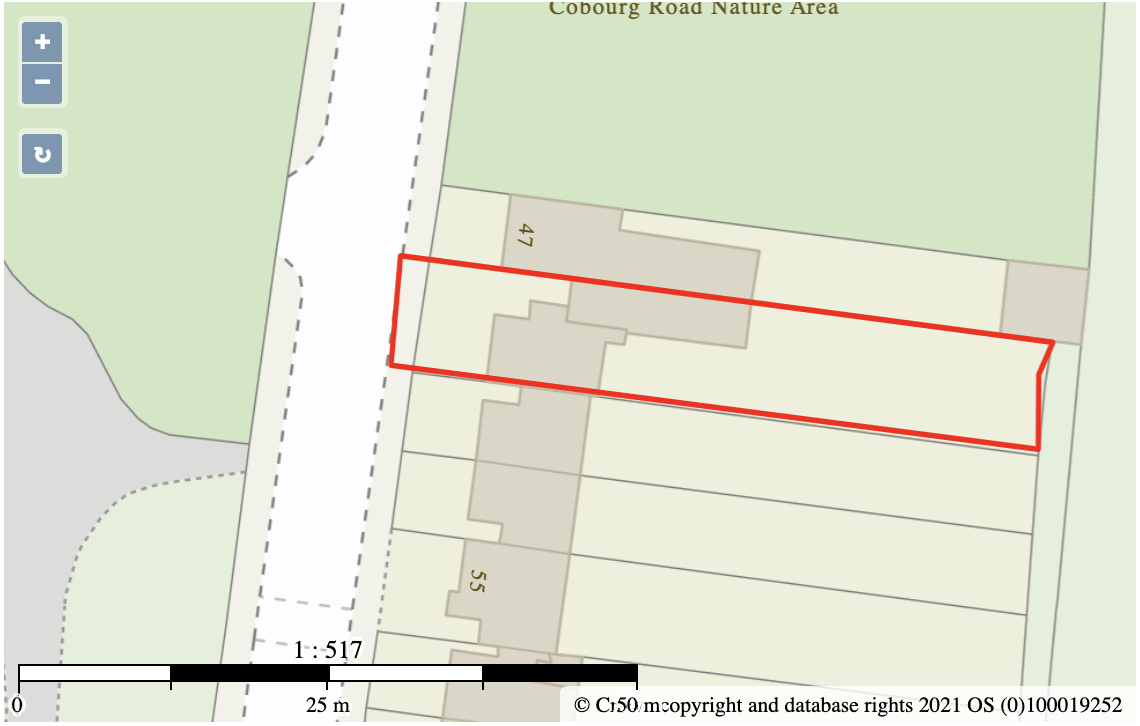 Cobourg Road Nature Area
+
−
↻
47
55
1 : 517
0
25 m
50 m
© Crown copyright and database rights 2021 OS (0)100019252